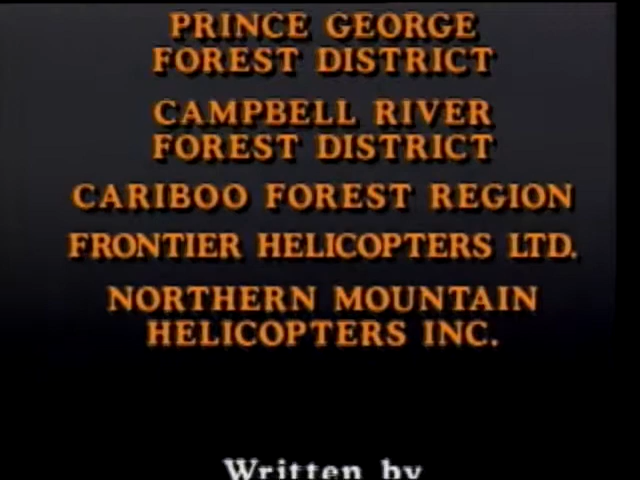 PRINCE GEORGE
FOREST DISTRICT
CAMPBELL RIVER
FOREST DISTRICT
CARIBOO FOREST REGION
FRONTIER HELICOPTERS LTD.
NORTHERN MOUNTAIN
HELICOPTERS INC.
Written by